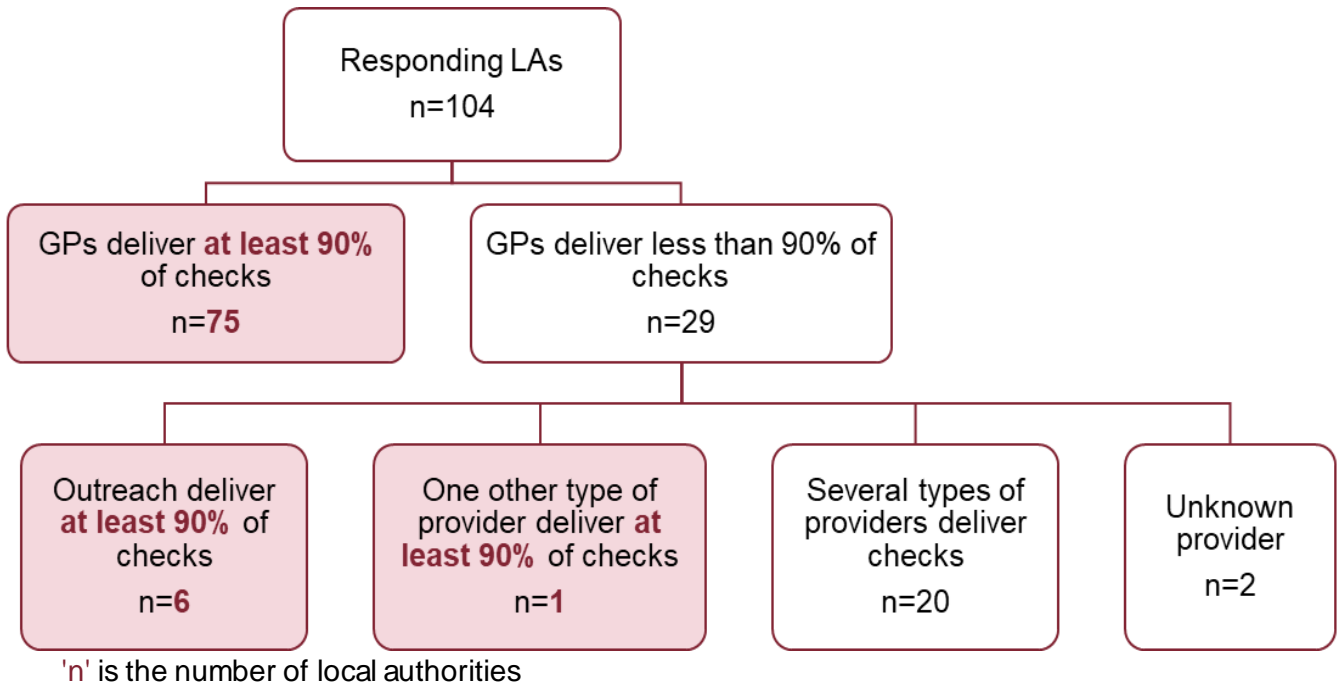 Responding LAs
n=104
GPs deliver at least 90%
of checks
n=75
GPs deliver less than 90% of
checks
n=29
Outreach deliver
at least 90% of
checks
n=6
One other type of
provider deliver at
least 90% of checks
n=1
Several types of
providers deliver
checks
n=20
Unknown
provider
n=2
'n' is the number of local authorities